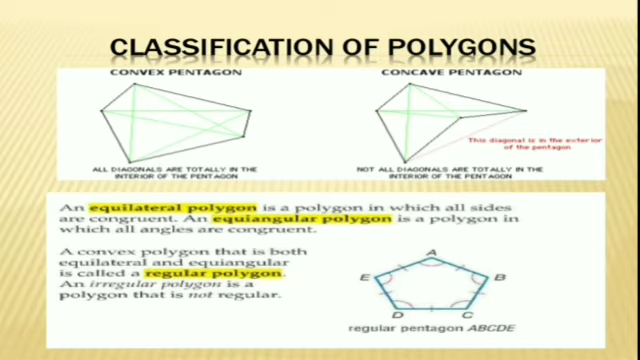 CLASSIFICATION OF POLYGONS
CONVEX PENTAGON
ALL DIAGONALS ARE TOTALLY IN THE
INTERIOR OF THE PENTAGON
CONCAVE PENTAGON
This diagonal is in the exterior
of the pentagon
NOT ALL DIAGONALS ARE TOTALLY IN THE
INTERIOR OF THE PENTAGON
An equilateral polygon is a polygon in which all sides
are congruent. An equiangular polygon is a polygon in
which all angles are congruent.
A convex polygon that is both
equilateral and equiangular
is called a regular polygon.
An irregular polygon is a
polygon that is not regular.
A
E
B
D
C
regular pentagon ABCDE